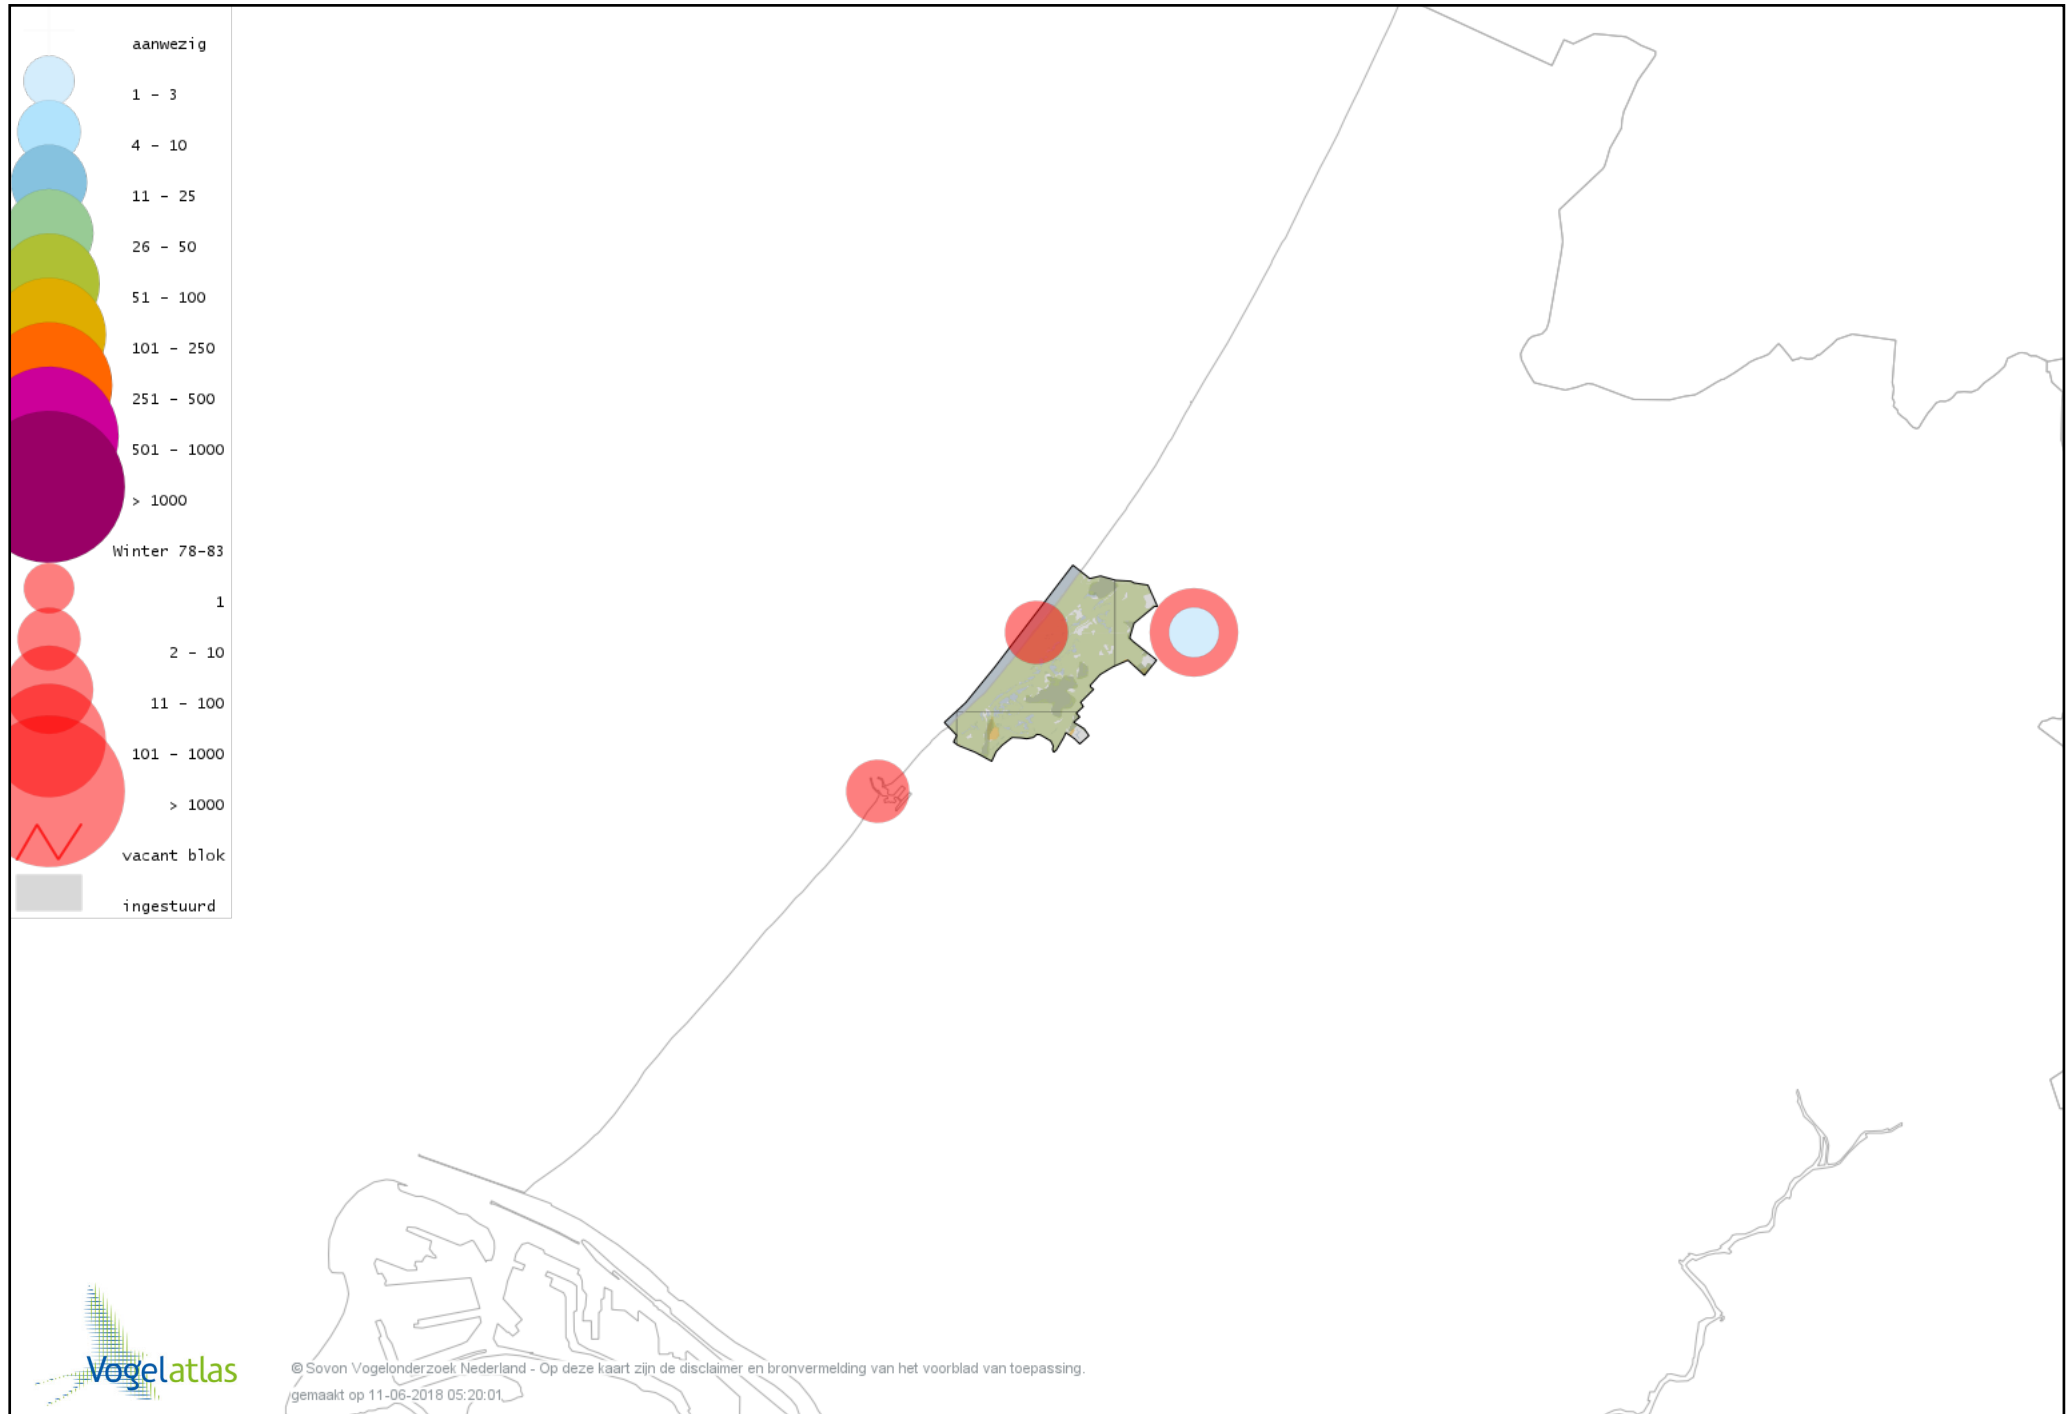 aanwezig
1 - 3
4 - 10
11 - 25
26 - 50
51 - 100
101 - 250
251 - 500
501 - 1000
> 1000
Winter 78-83
1
2 - 10
11 - 100
101 - 1000
> 1000
vacant blok
ingestuurd
Vogelatlas
© Sovon Vogelonderzoek Nederland - Op deze kaart zijn de disclaimer en bronvermelding van het voorblad van toepassing.
gemaakt op 11-06-2018 05:20:01